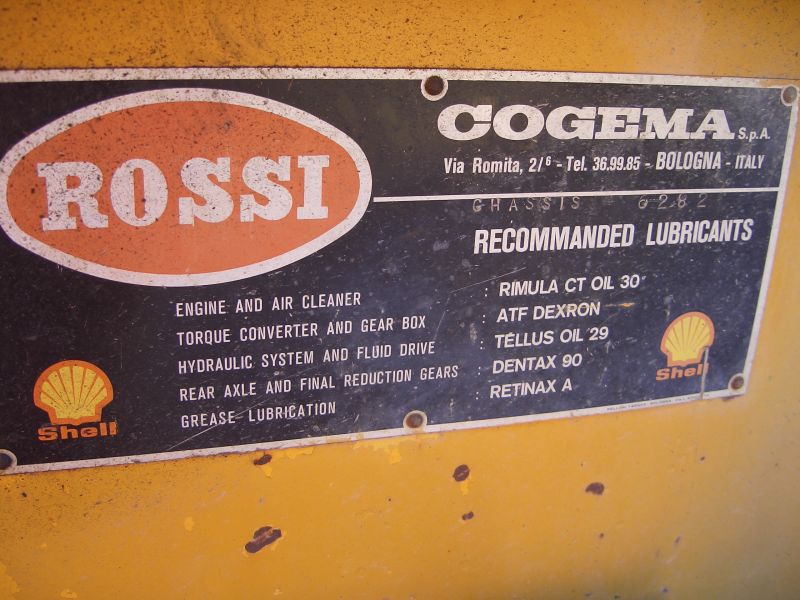 ROSSI
COGEMA S.p.A.
Via Romita, 2/6 - Tel. 36.99.85 - BOLOGNA - ITALY
CHASSIS 6282
RECOMMANDED LUBRICANTS
ENGINE AND AIR CLEANER : RIMULA CT OIL 30
TORQUE CONVERTER AND GEAR BOX : ATF DEXRON
HYDRAULIC SYSTEM AND FLUID DRIVE : TELLUS OIL 29
REAR AXLE AND FINAL REDUCTION GEARS : DENTAX 90
GREASE LUBRICATION : RETINAX A
Shell
Shell